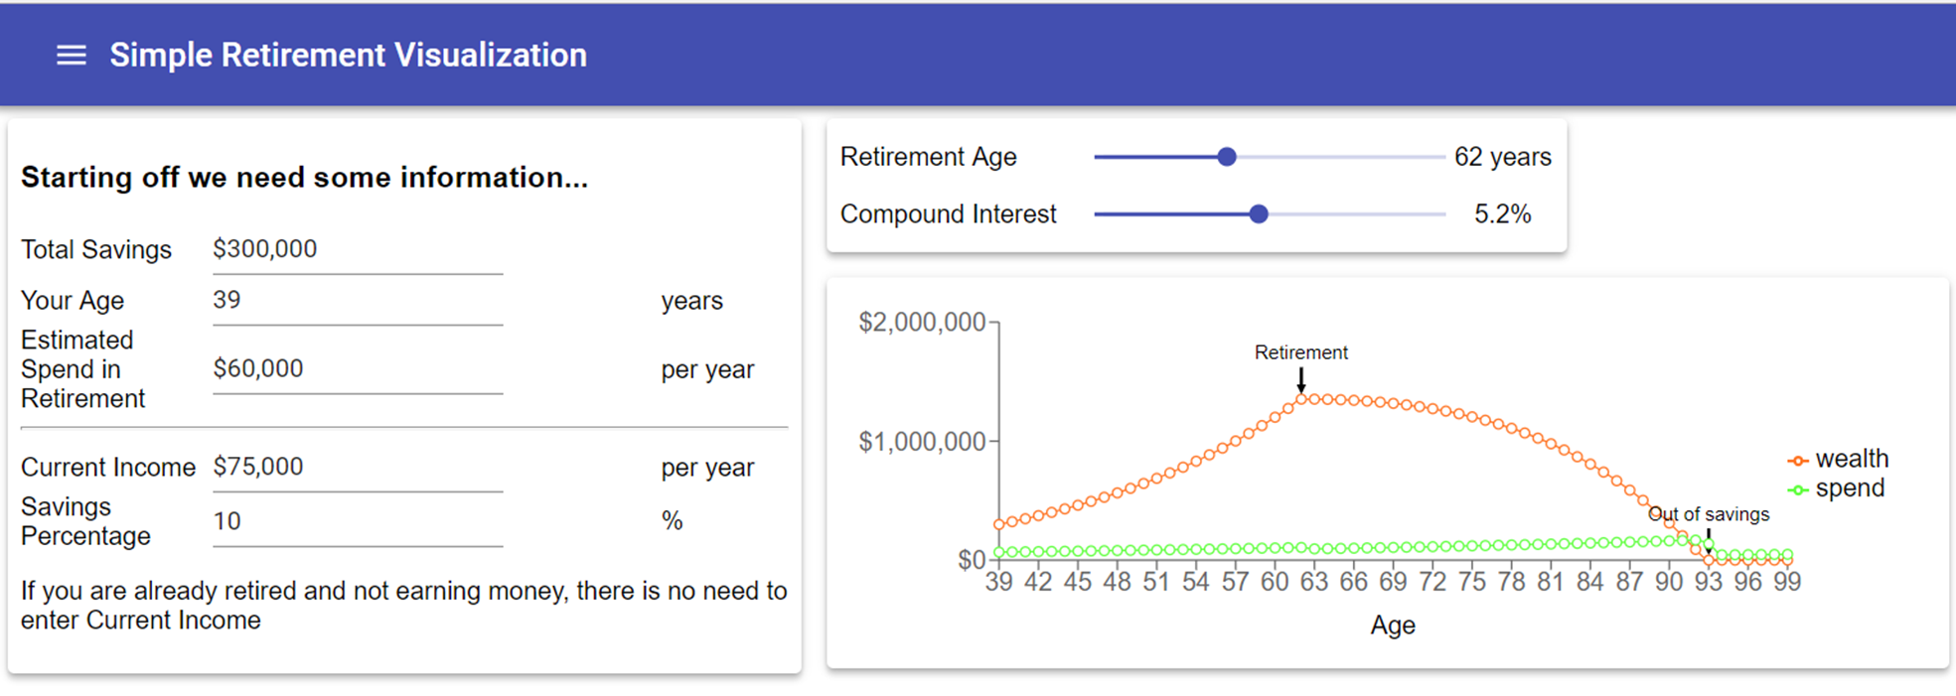 Simple Retirement Visualization
Starting off we need some information...
Total Savings $300,000
Your Age 39 years
Estimated
Spend in $60,000 per year
Retirement
Current Income $75,000 per year
Savings
Percentage 10 %
If you are already retired and not earning money, there is no need to
enter Current Income
Retirement Age 62 years
Compound Interest 5.2%
$2,000,000
Retirement
$1,000,000
wealth
spend
Out of savings
$0
39 42 45 48 51 54 57 60 63 66 69 72 75 78 81 84 87 90 93 96 99
Age